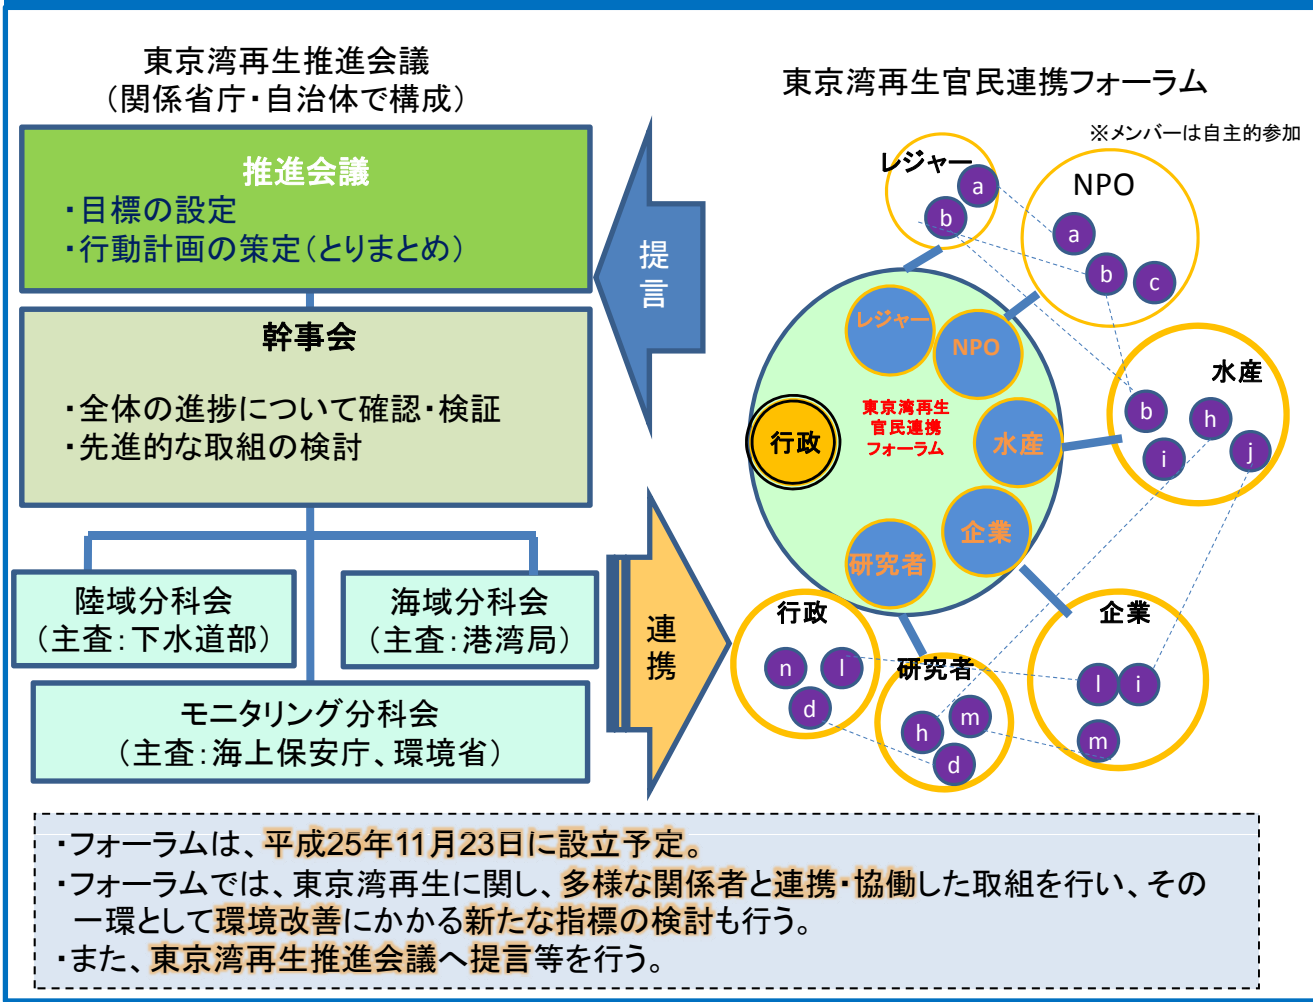 東京湾再生推進会議
（関係省庁・自治体で構成）
推進会議
・目標の設定
・行動計画の策定（とりまとめ）
幹事会
・全体の進捗について確認・検証
・先進的な取組の検討
陸域分科会
（主査：下水道部）
海域分科会
（主査：港湾局）
モニタリング分科会
（主査：海上保安庁、環境省）
提言
連携
東京湾再生官民連携フォーラム
※メンバーは自主的参加
レジャー
a
b
NPO
a
b
c
水産
b
h
i
j
レジャー
NPO
水産
企業
研究者
行政
東京湾再生
官民連携
フォーラム
行政
n
l
d
研究者
h
m
d
企業
l
i
m
・フォーラムは、平成25年11月23日に設立予定。
・フォーラムでは、東京湾再生に関し、多様な関係者と連携・協働した取組を行い、その
一環として環境改善にかかる新たな指標の検討も行う。
・また、東京湾再生推進会議へ提言等を行う。